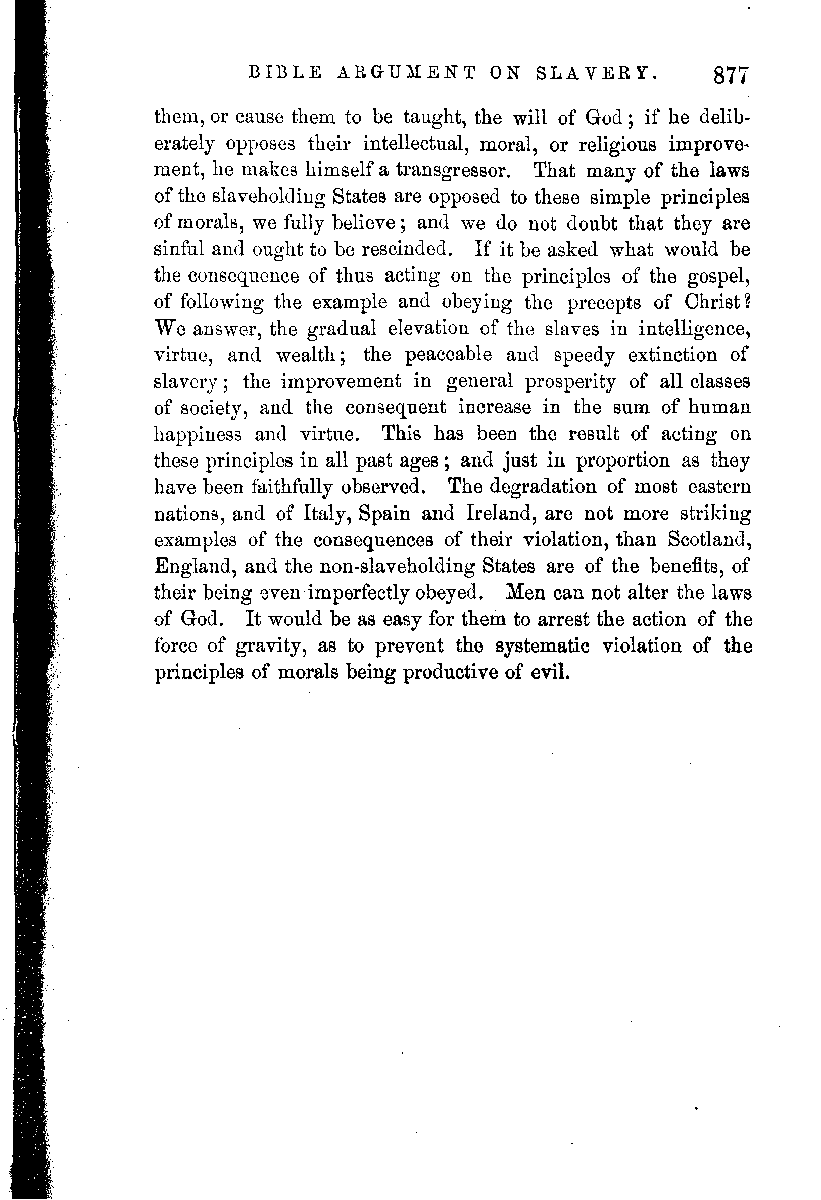 BIBLE ARGUMENT ON SLAVERY. 877
them, or cause them to be taught, the will of God; if he delib-
erately opposes their intellectual, moral, or religious improve-
ment, he makes himself a transgressor. That many of the laws
of the slaveholding States are opposed to these simple principles
of morals, we fully believe; and we do not doubt that they are
sinful and ought to be rescinded. If it be asked what would be
the consequence of thus acting on the principles of the gospel,
of following the example and obeying the precepts of Christ?
We answer, the gradual elevation of the slaves in intelligence,
virtue, and wealth; the peaceable and speedy extinction of
slavery; the improvement in general prosperity of all classes
of society, and the consequent increase in the sum of human
happiness and virtue. This has been the result of acting on
these principles in all past ages; and just in proportion as they
have been faithfully observed. The degradation of most eastern
nations, and of Italy, Spain and Ireland, are not more striking
examples of the consequences of their violation, than Scotland,
England, and the non-slaveholding States are of the benefits, of
their being even imperfectly obeyed. Men can not alter the laws
of God. It would be as easy for them to arrest the action of the
force of gravity, as to prevent the systematic violation of the
principles of morals being productive of evil.